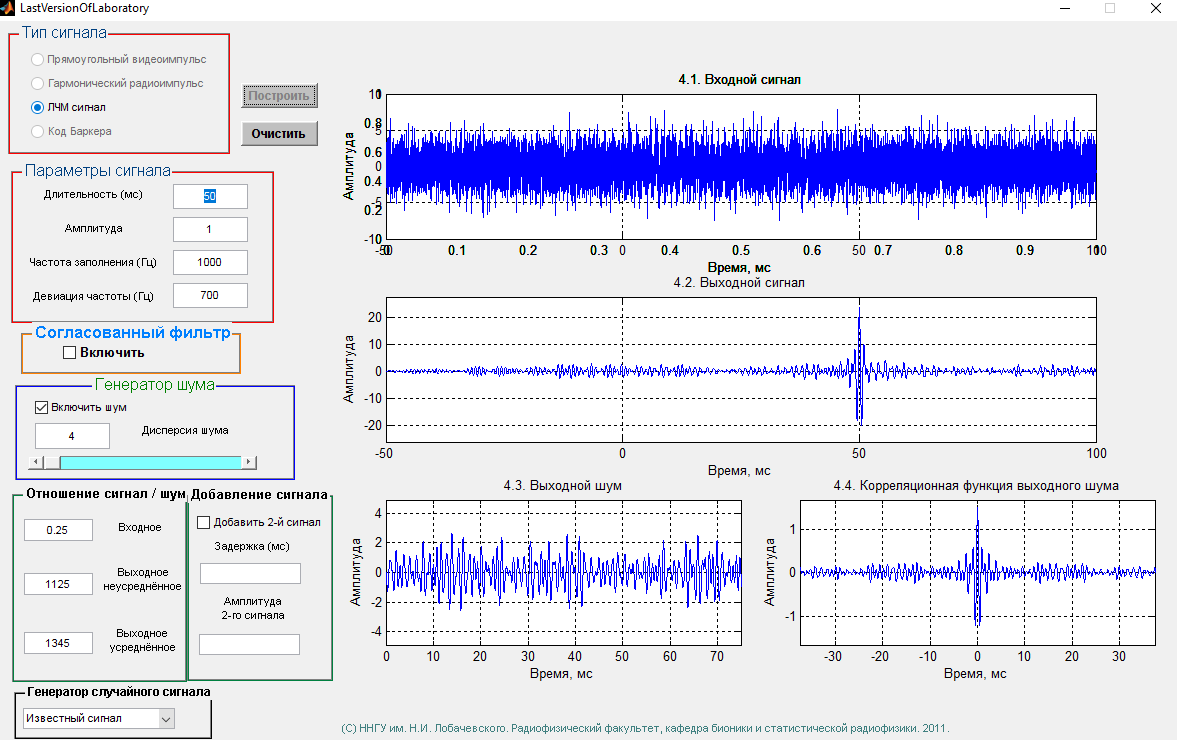 LastVersionOfLaboratory
Тип сигнала
Прямоугольный видеоимпульс
Гармонический радиоимпульс
ЛЧМ сигнал
Код Баркера
Построить
Очистить
Параметры сигнала
Длительность (мс)
50
Амплитуда
1
Частота заполнения (Гц)
1000
Девиация частоты (Гц)
700
Согласованный фильтр
Включить
Генератор шума
Включить шум
4
Дисперсия шума
Отношение сигнал / шум
0.25
Входное
1125
Выходное
неусреднённое
1345
Выходное
усреднённое
Добавление сигнала
Добавить 2-й сигнал
Задержка (мс)
Амплитуда
2-го сигнала
Генератор случайного сигнала
Известный сигнал
4.1. Входной сигнал
Амплитуда
10
5
0
-5
-10
1
0.8
0.6
0.4
0.2
-50 0 50 100
0 0.1 0.2 0.3 0.4 0.5 0.6 0.7 0.8 0.9 1
Время, мс
4.2. Выходной сигнал
Амплитуда
20
10
0
-10
-20
-50 0 50 100
Время, мс
4.3. Выходной шум
Амплитуда
4
2
0
-2
-4
0 10 20 30 40 50 60 70
Время, мс
4.4. Корреляционная функция выходного шума
Амплитуда
1
0
-1
-30 -20 -10 0 10 20 30
Время, мс
(C) ННГУ им. Н.И. Лобачевского. Радиофизический факультет, кафедра бионики и статистической радиофизики. 2011.